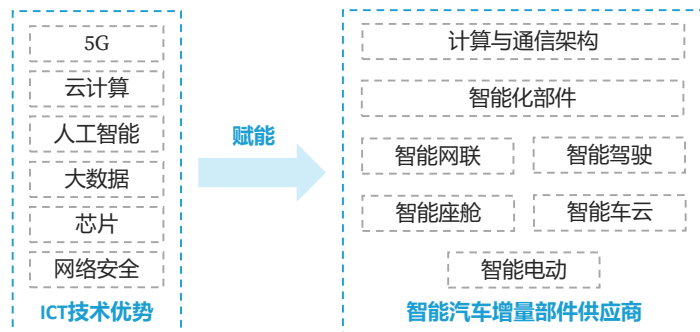 5G
云计算
人工智能
大数据
芯片
网络安全
ICT技术优势
赋能
计算与通信架构
智能化部件
智能网联
智能驾驶
智能座舱
智能车云
智能电动
智能汽车增量部件供应商